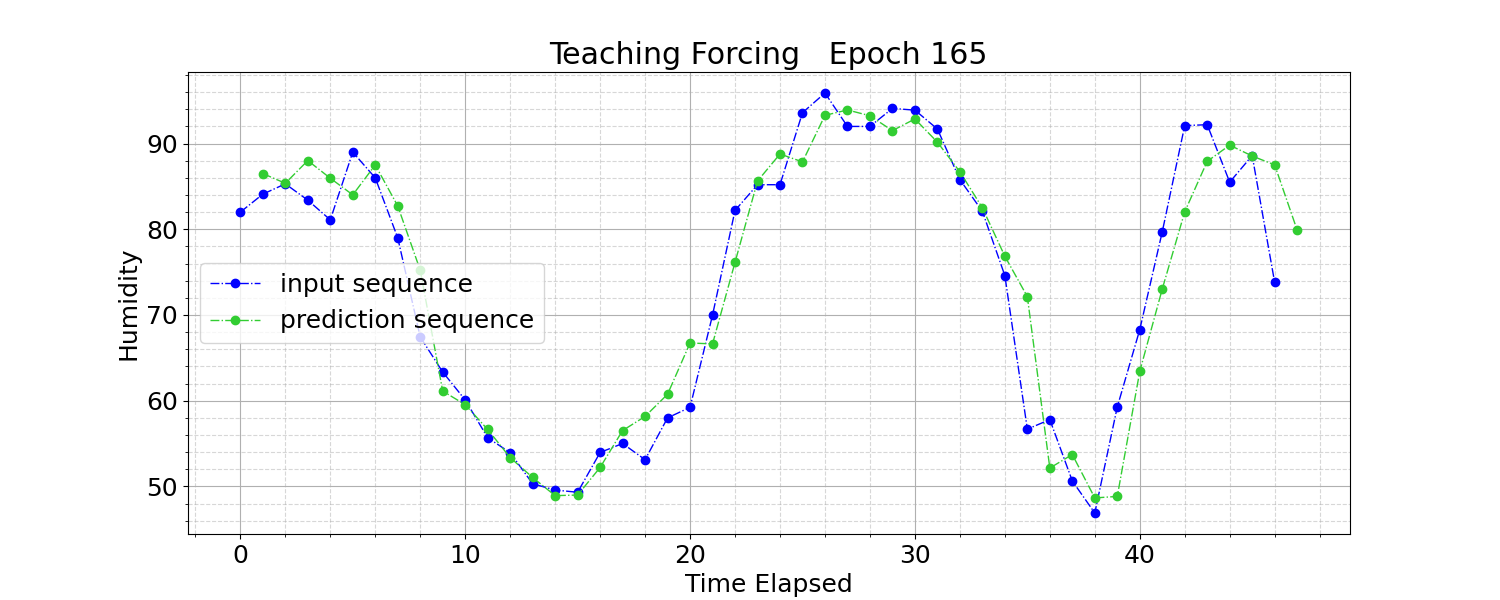 Teaching Forcing   Epoch 165
Humidity
90
80
70
60
50
input sequence
prediction sequence
0 10 20 30 40
Time Elapsed